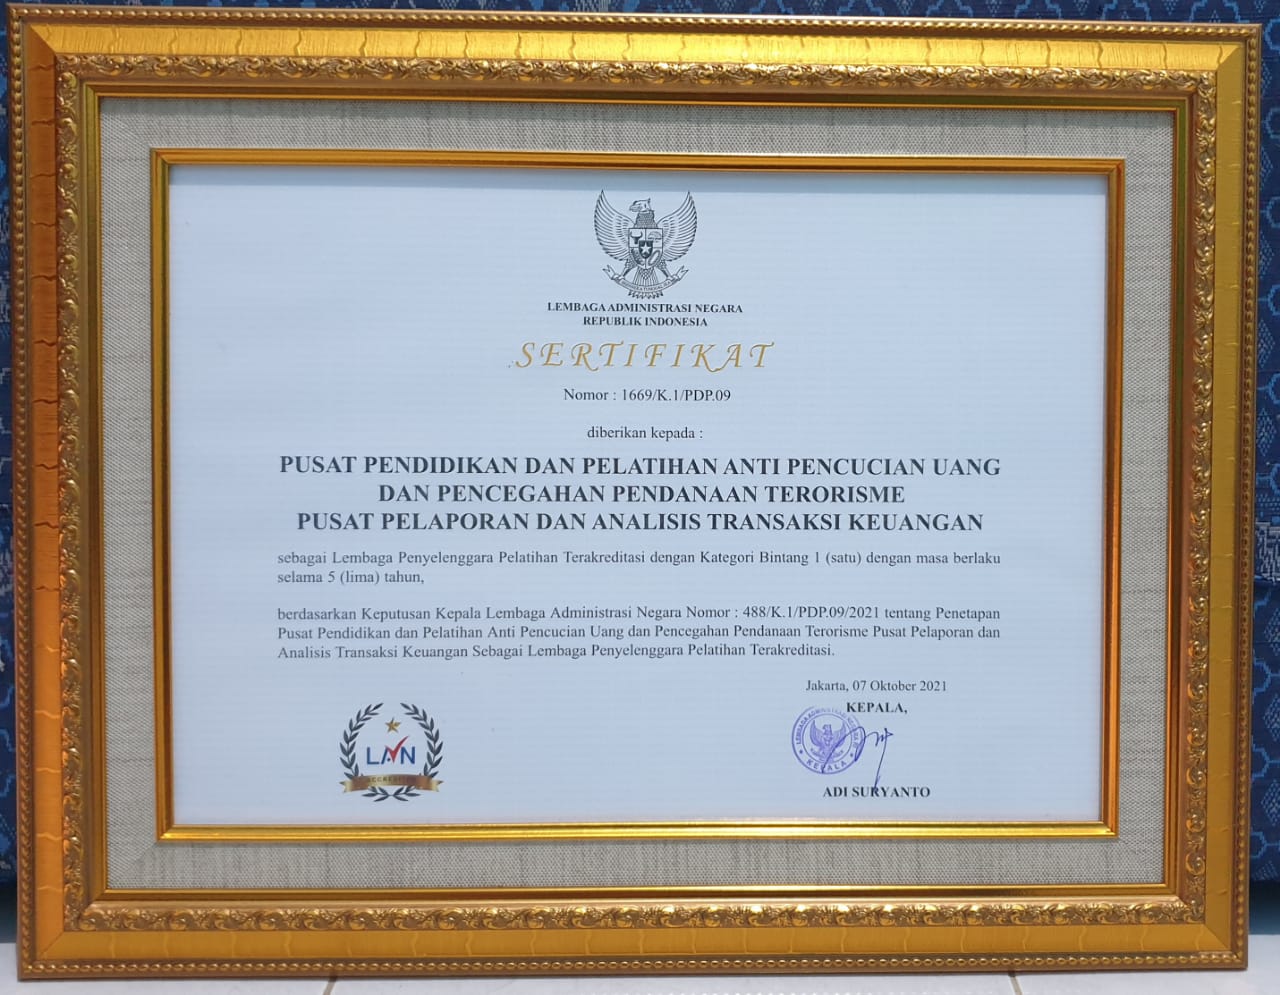 LEMBAGA ADMINISTRASI NEGARA
REPUBLIK INDONESIA
SERTIFIKAT
Nomor : 1669/K.1/PDP.09
diberikan kepada :
PUSAT PENDIDIKAN DAN PELATIHAN ANTI PENCUCIAN UANG
DAN PENCEGAHAN PENDANAAN TERORISME
PUSAT PELAPORAN DAN ANALISIS TRANSAKSI KEUANGAN
sebagai Lembaga Penyelenggara Pelatihan Terakreditasi dengan Kategori Bintang 1 (satu) dengan masa berlaku
selama 5 (lima) tahun,
berdasarkan Keputusan Kepala Lembaga Administrasi Negara Nomor : 488/K.1/PDP.09/2021 tentang Penetapan
Pusat Pendidikan dan Pelatihan Anti Pencucian Uang dan Pencegahan Pendanaan Terorisme Pusat Pelaporan dan
Analisis Transaksi Keuangan Sebagai Lembaga Penyelenggara Pelatihan Terakreditasi.
Jakarta, 07 Oktober 2021
KEPALA,
LEMBAGA ADMINISTRASI NEGARA
KEPALA
ADI SURYANTO
LAN